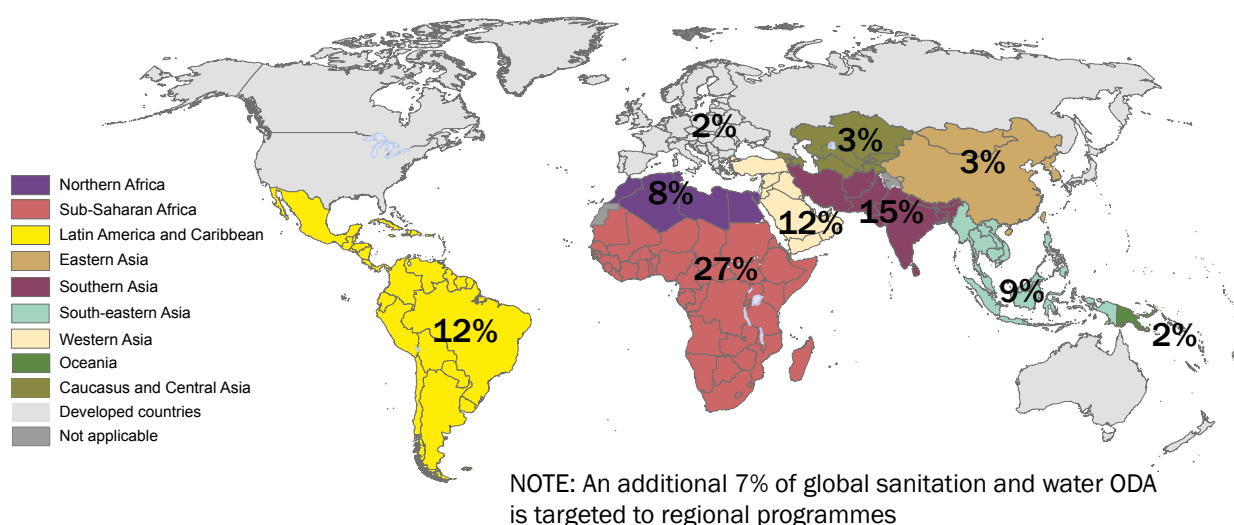 2%
3%
3%
Northern Africa
8%
Sub-Saharan Africa
15%
12%
Latin America and Caribbean
Eastern Asia
27%
Southern Asia
9%
South-eastern Asia
12%
2%
Western Asia
Oceania
Caucasus and Central Asia
Developed countries
Not applicable
NOTE: An additional 7% of global sanitation and water ODA
is targeted to regional programmes